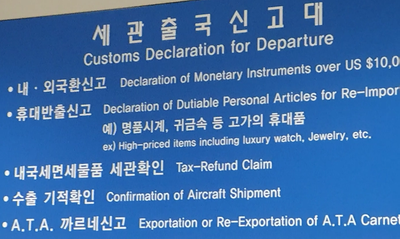 세관출국신고대
Customs Declaration for Departure
• 내 · 외국환신고 Declaration of Monetary Instruments over US $10,00
• 휴대반출신고 Declaration of Dutiable Personal Articles for Re-Impor
예) 명품시계, 귀금속 등 고가의 휴대품
ex) High-priced items including luxury watch, Jewelry, etc.
• 내국세면세물품 세관확인 Tax-Refund Claim
• 수출 기적확인 Confirmation of Aircraft Shipment
• A.T.A. 까르네신고 Exportation or Re-Exportation of A.T.A Carnet